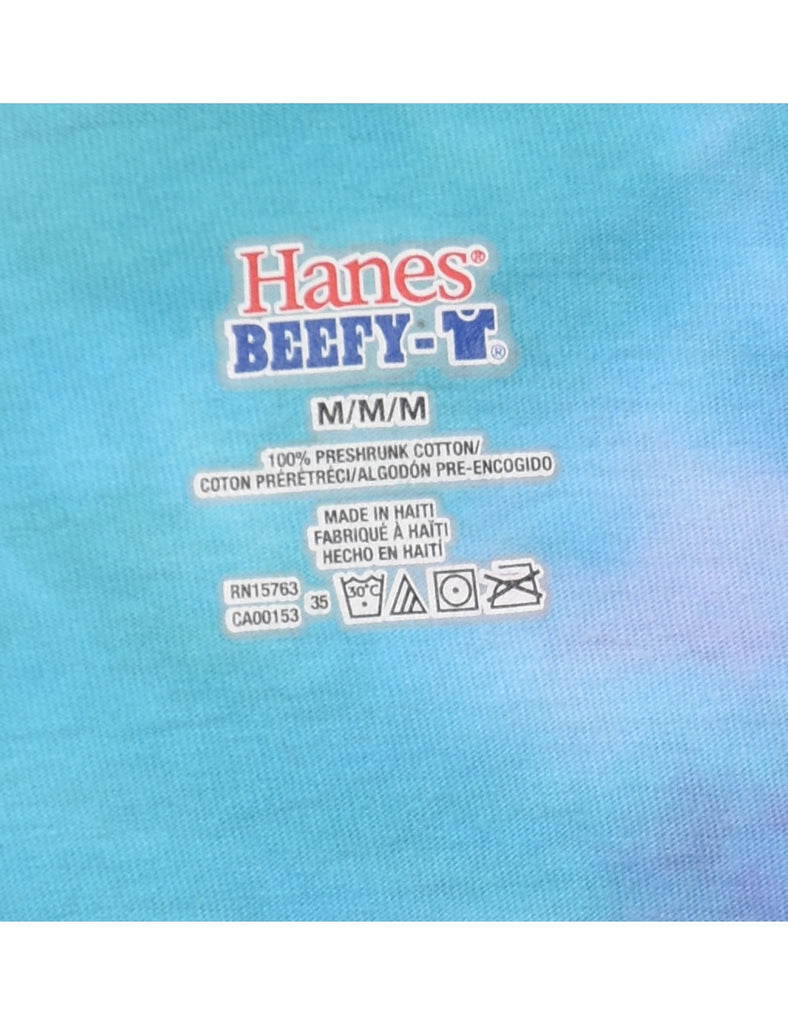 Hanes®
BEEFY-T®
M/M/M
100% PRESHRUNK COTTON/
COTON PRÉRÉTRÉCI/ALGODÓN PRE-ENCOGIDO
MADE IN HAITI
FABRIQUÉ À HAÏTI
HECHO EN HAITÍ
RN15763
CA00153
35
30°C